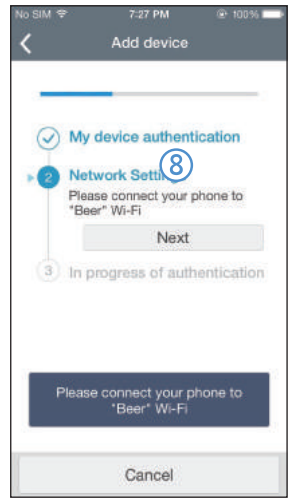 No SIM 7:27 PM 100%
Add device
My device authentication
2 Network Setti
8
Please connect your phone to
"Beer" Wi-Fi
Next
3 In progress of authentication
Please connect your phone to
"Beer" Wi-Fi
Cancel